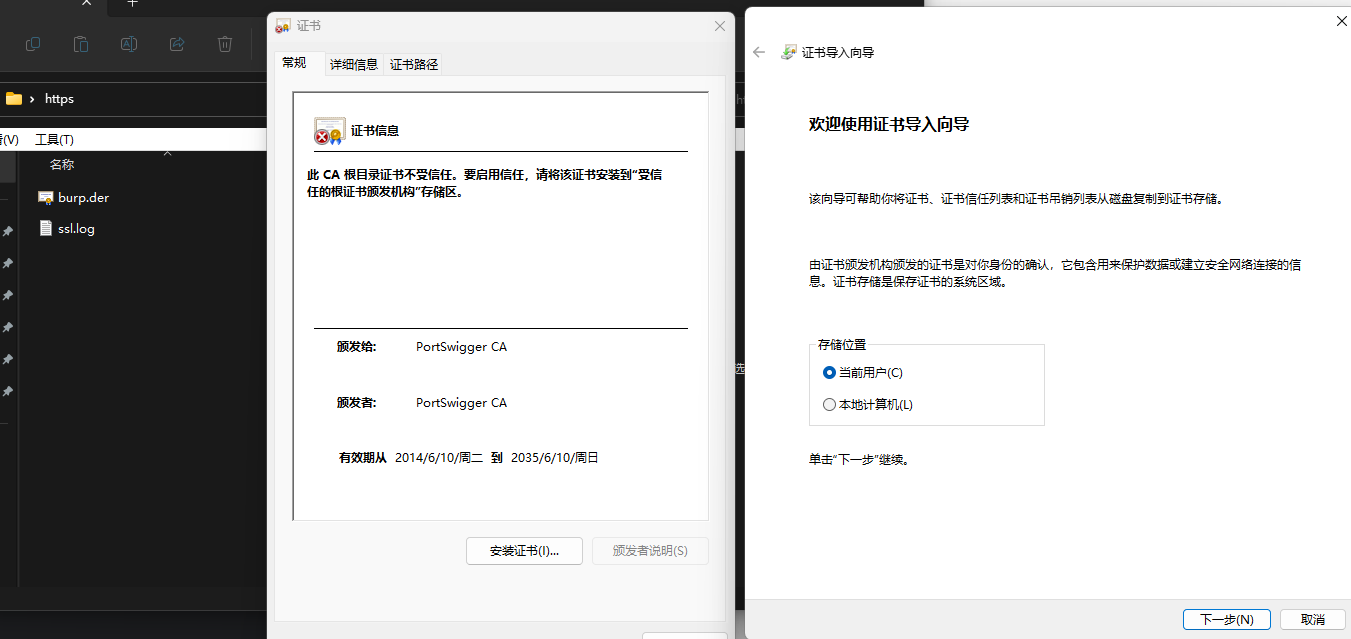 https
(V) 工具(T)
名称
burp.der
ssl.log
证书
常规 详细信息 证书路径
证书信息
此 CA 根目录证书不受信任。要启用信任，请将该证书安装到“受信
任的根证书颁发机构”存储区。
颁发给: PortSwigger CA
颁发者: PortSwigger CA
有效期从 2014/6/10/周二 到 2035/6/10/周日
安装证书(I)... 颁发者说明(S)
证书导入向导
欢迎使用证书导入向导
该向导可帮助你将证书、证书信任列表和证书吊销列表从磁盘复制到证书存储。
由证书颁发机构颁发的证书是对你身份的确认，它包含用来保护数据或建立安全网络连接的信
息。证书存储是保存证书的系统区域。
存储位置
当前用户(C)
本地计算机(L)
单击“下一步”继续。
下一步(N) 取消